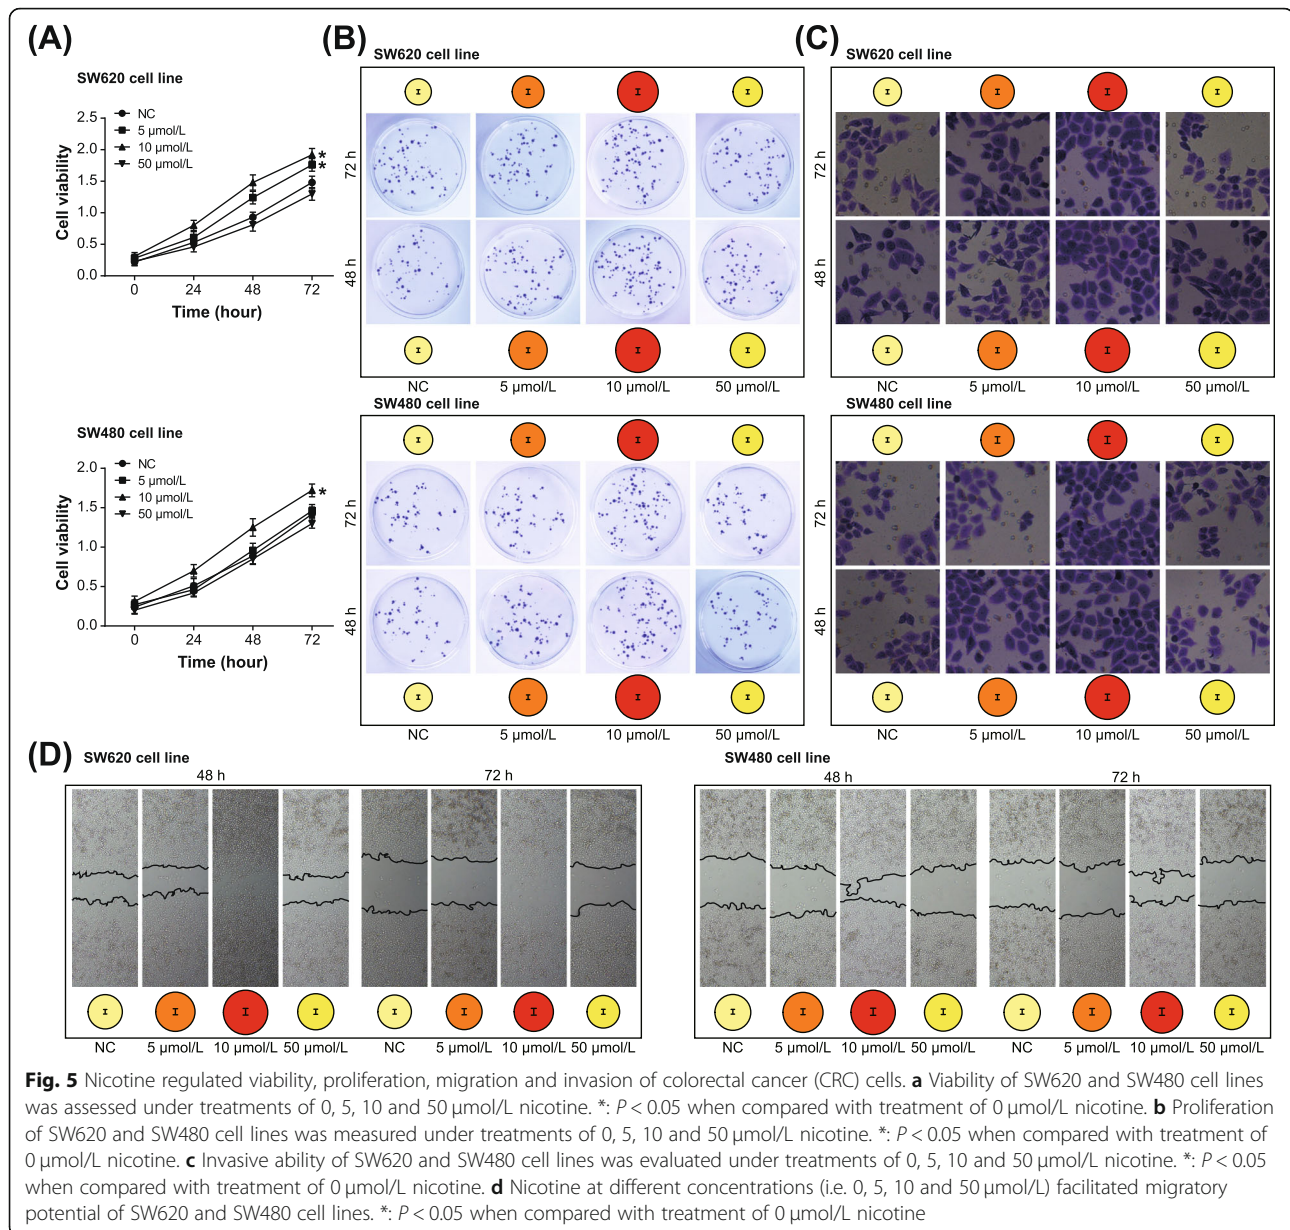 (A)
SW620 cell line
NC
5 µmol/L
10 µmol/L
50 µmol/L
Cell viability
2.5
2.0
1.5
1.0
0.5
0.0
*
*
0 24 48 72
Time (hour)
SW480 cell line
NC
5 µmol/L
10 µmol/L
50 µmol/L
Cell viability
2.0
1.5
1.0
0.5
0.0
*
0 24 48 72
Time (hour)
(B)
SW620 cell line
72 h
48 h
NC 5 µmol/L 10 µmol/L 50 µmol/L
SW480 cell line
72 h
48 h
NC 5 µmol/L 10 µmol/L 50 µmol/L
(C)
SW620 cell line
72 h
48 h
NC 5 µmol/L 10 µmol/L 50 µmol/L
SW480 cell line
72 h
48 h
NC 5 µmol/L 10 µmol/L 50 µmol/L
(D)
SW620 cell line
48 h 72 h
NC 5 µmol/L 10 µmol/L 50 µmol/L NC 5 µmol/L 10 µmol/L 50 µmol/L
SW480 cell line
48 h 72 h
NC 5 µmol/L 10 µmol/L 50 µmol/L NC 5 µmol/L 10 µmol/L 50 µmol/L
Fig. 5 Nicotine regulated viability, proliferation, migration and invasion of colorectal cancer (CRC) cells. a Viability of SW620 and SW480 cell lines
was assessed under treatments of 0, 5, 10 and 50 µmol/L nicotine. *: P < 0.05 when compared with treatment of 0 µmol/L nicotine. b Proliferation
of SW620 and SW480 cell lines was measured under treatments of 0, 5, 10 and 50 µmol/L nicotine. *: P < 0.05 when compared with treatment of
0 µmol/L nicotine. c Invasive ability of SW620 and SW480 cell lines was evaluated under treatments of 0, 5, 10 and 50 µmol/L nicotine. *: P < 0.05
when compared with treatment of 0 µmol/L nicotine. d Nicotine at different concentrations (i.e. 0, 5, 10 and 50 µmol/L) facilitated migratory
potential of SW620 and SW480 cell lines. *: P < 0.05 when compared with treatment of 0 µmol/L nicotine